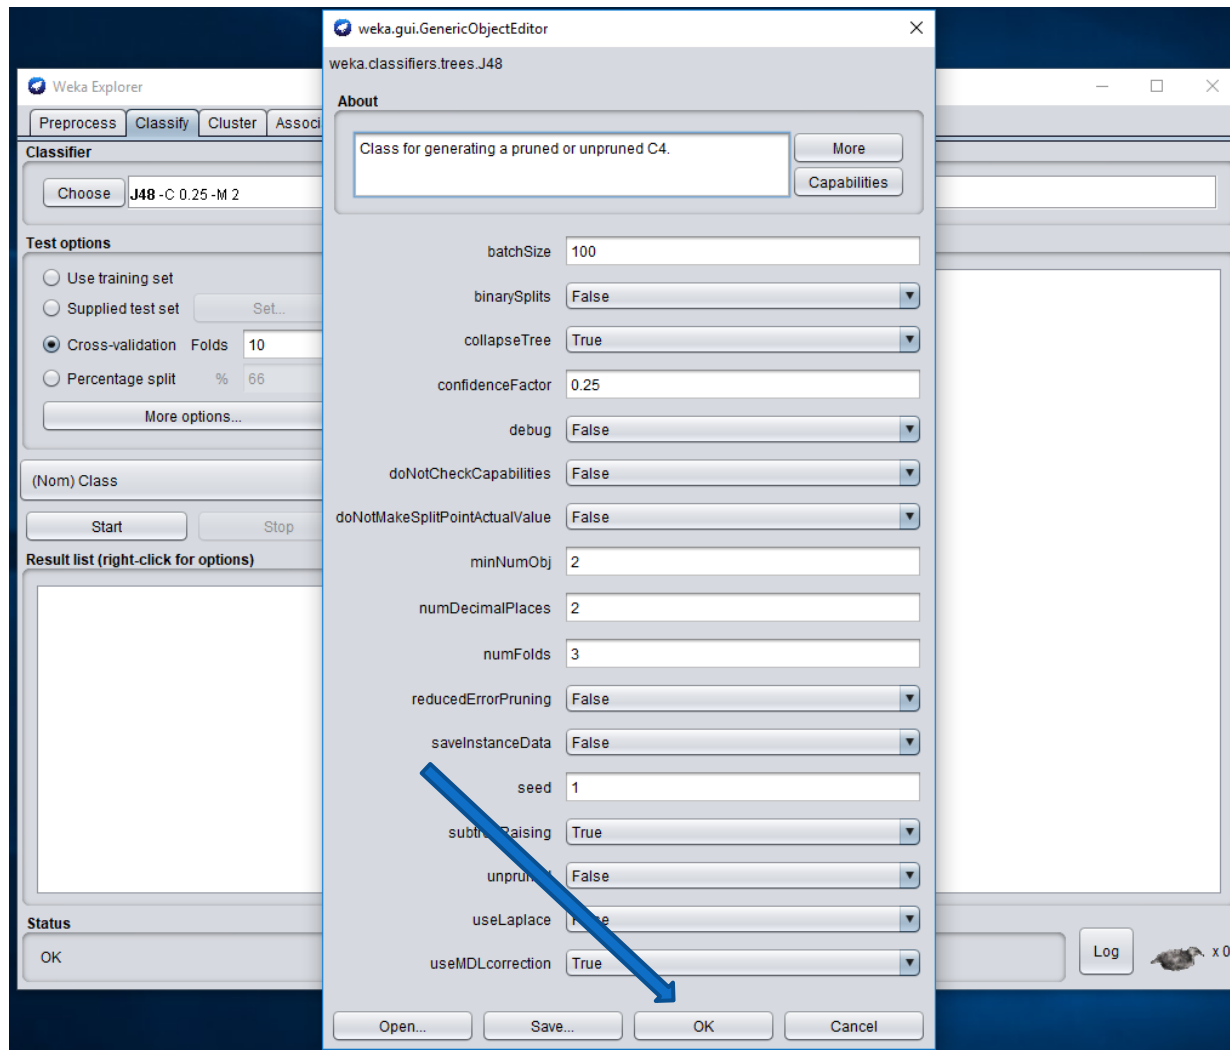 weka.gui.GenericObjectEditor
weka.classifiers.trees.J48
About
Class for generating a pruned or unpruned C4.
More
Capabilities
batchSize 100
binarySplits False
collapseTree True
confidenceFactor 0.25
debug False
doNotCheckCapabilities False
doNotMakeSplitPointActualValue False
minNumObj 2
numDecimalPlaces 2
numFolds 3
reducedErrorPruning False
saveInstanceData False
seed 1
True
False
useLaplace
useMDLcorrection True
Open... Save... OK Cancel
Weka Explorer
Preprocess Classify Cluster
Classifier
Choose J48 -C 0.25 -M 2
Test options
Use training set
Supplied test set Set...
Cross-validation Folds 10
Percentage split % 66
More options...
(Nom) Class
Start Stop
Result list (right-click for options)
Status
OK
Log x 0